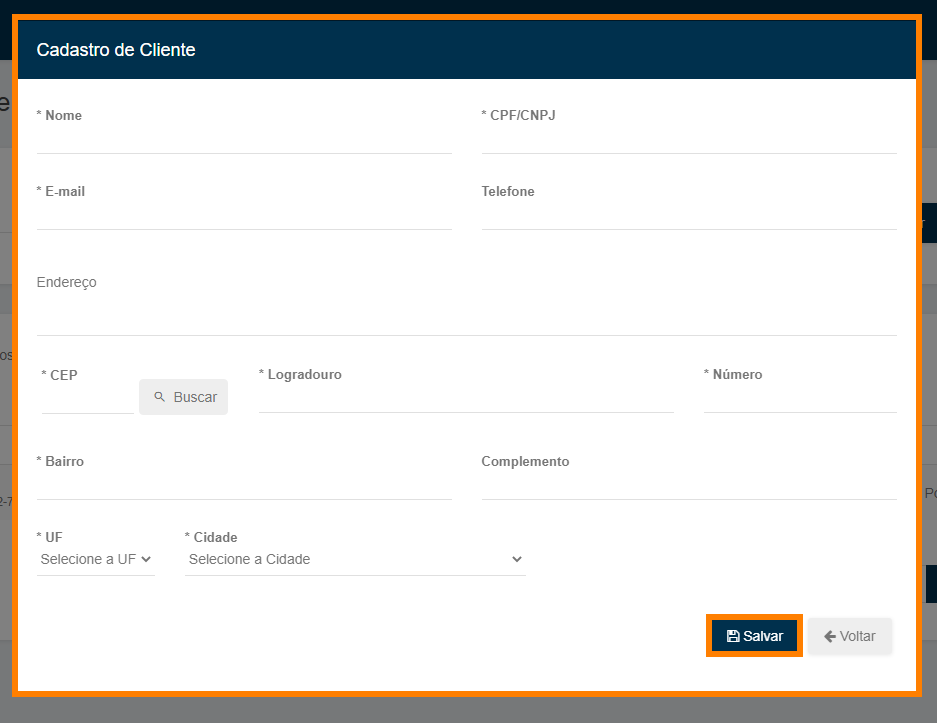 Cadastro de Cliente
* Nome
* CPF/CNPJ
* E-mail
Telefone
Endereço
* CEP
Buscar
* Logradouro
* Número
* Bairro
Complemento
* UF
* Cidade
Selecione a UF
Selecione a Cidade
Salvar
Voltar